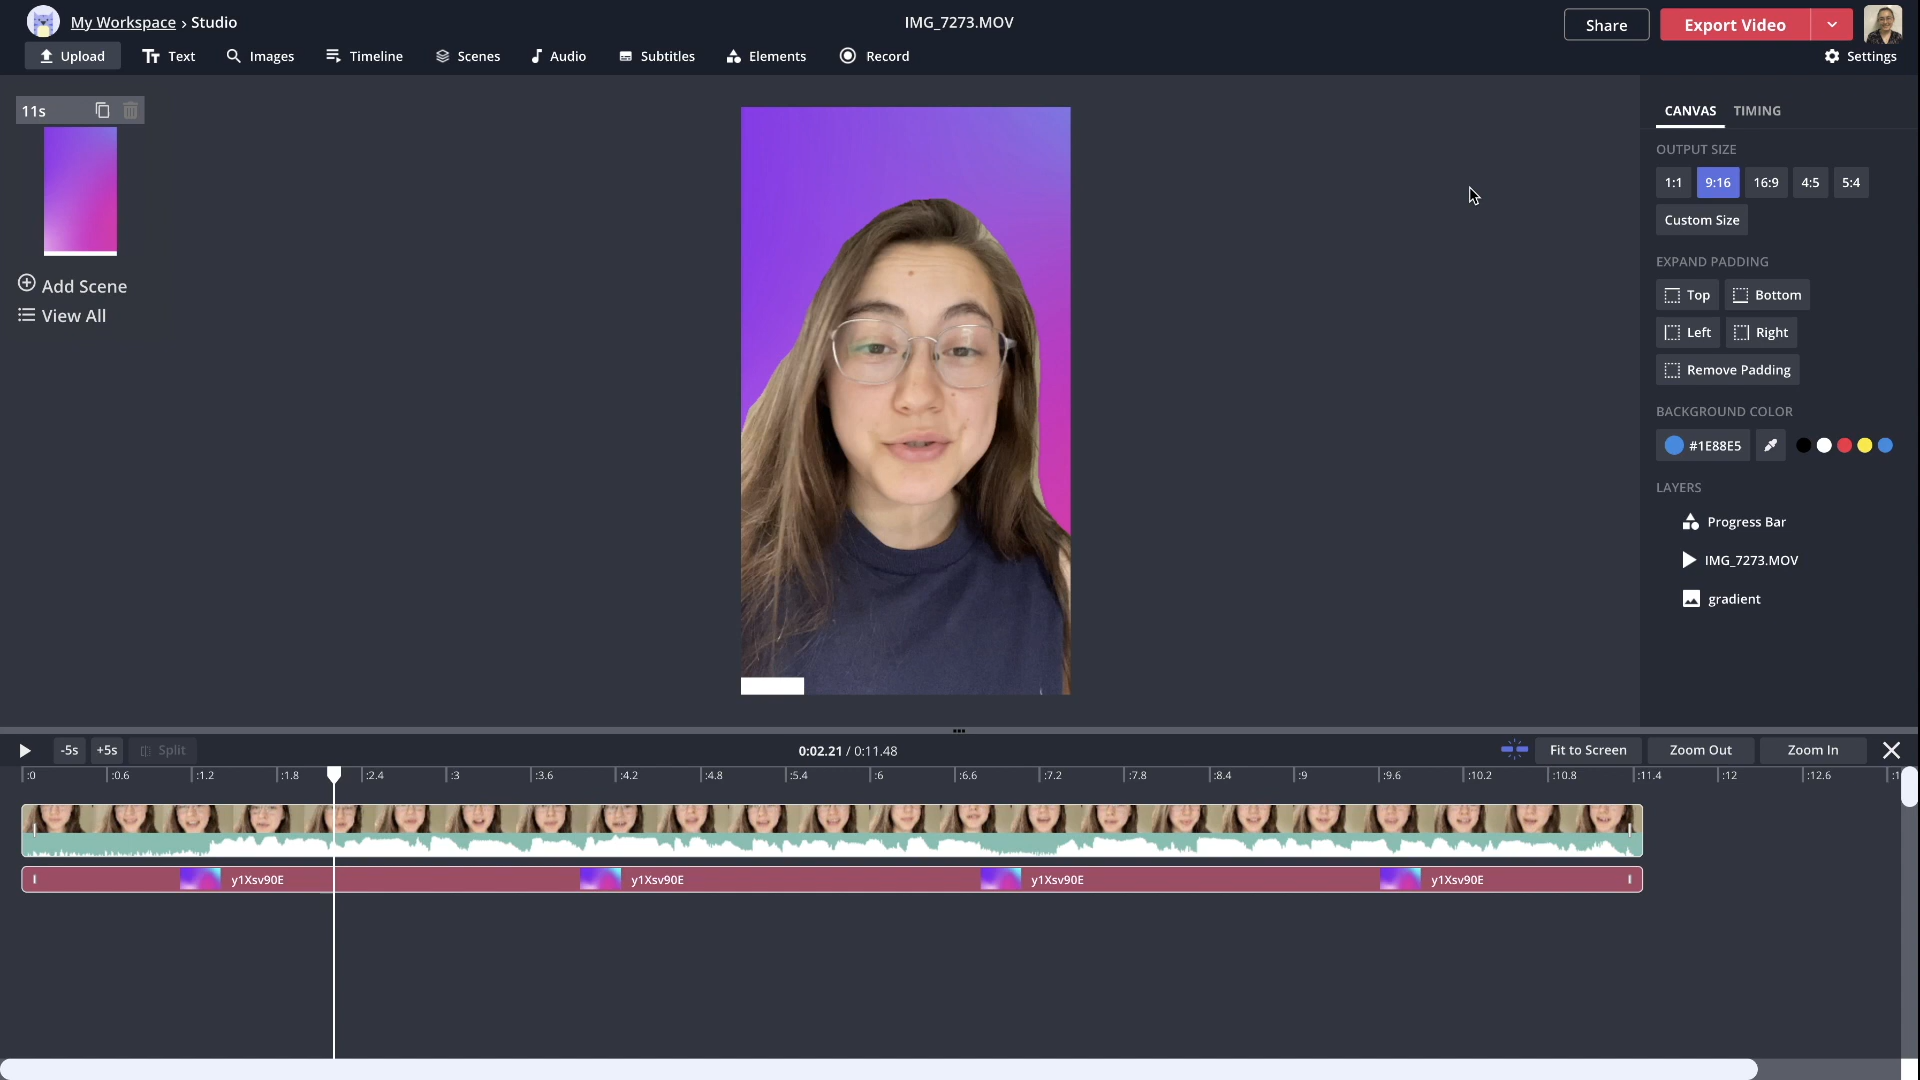 My Workspace › Studio
IMG_7273.MOV
Share
Export Video
Upload
Text
Images
Timeline
Scenes
Audio
Subtitles
Elements
Record
Settings
11s
Add Scene
View All
CANVAS TIMING
OUTPUT SIZE
1:1 9:16 16:9 4:5 5:4
Custom Size
EXPAND PADDING
Top Bottom
Left Right
Remove Padding
BACKGROUND COLOR
#1E88E5
LAYERS
Progress Bar
IMG_7273.MOV
gradient
-5s +5s Split
0:02.21 / 0:11.48
Fit to Screen Zoom Out Zoom In
:0 :0.6 :1.2 :1.8 :2.4 :3 :3.6 :4.2 :4.8 :5.4 :6 :6.6 :7.2 :7.8 :8.4 :9 :9.6 :10.2 :10.8 :11.4 :12 :12.6 :1
y1Xsv90E y1Xsv90E y1Xsv90E y1Xsv90E